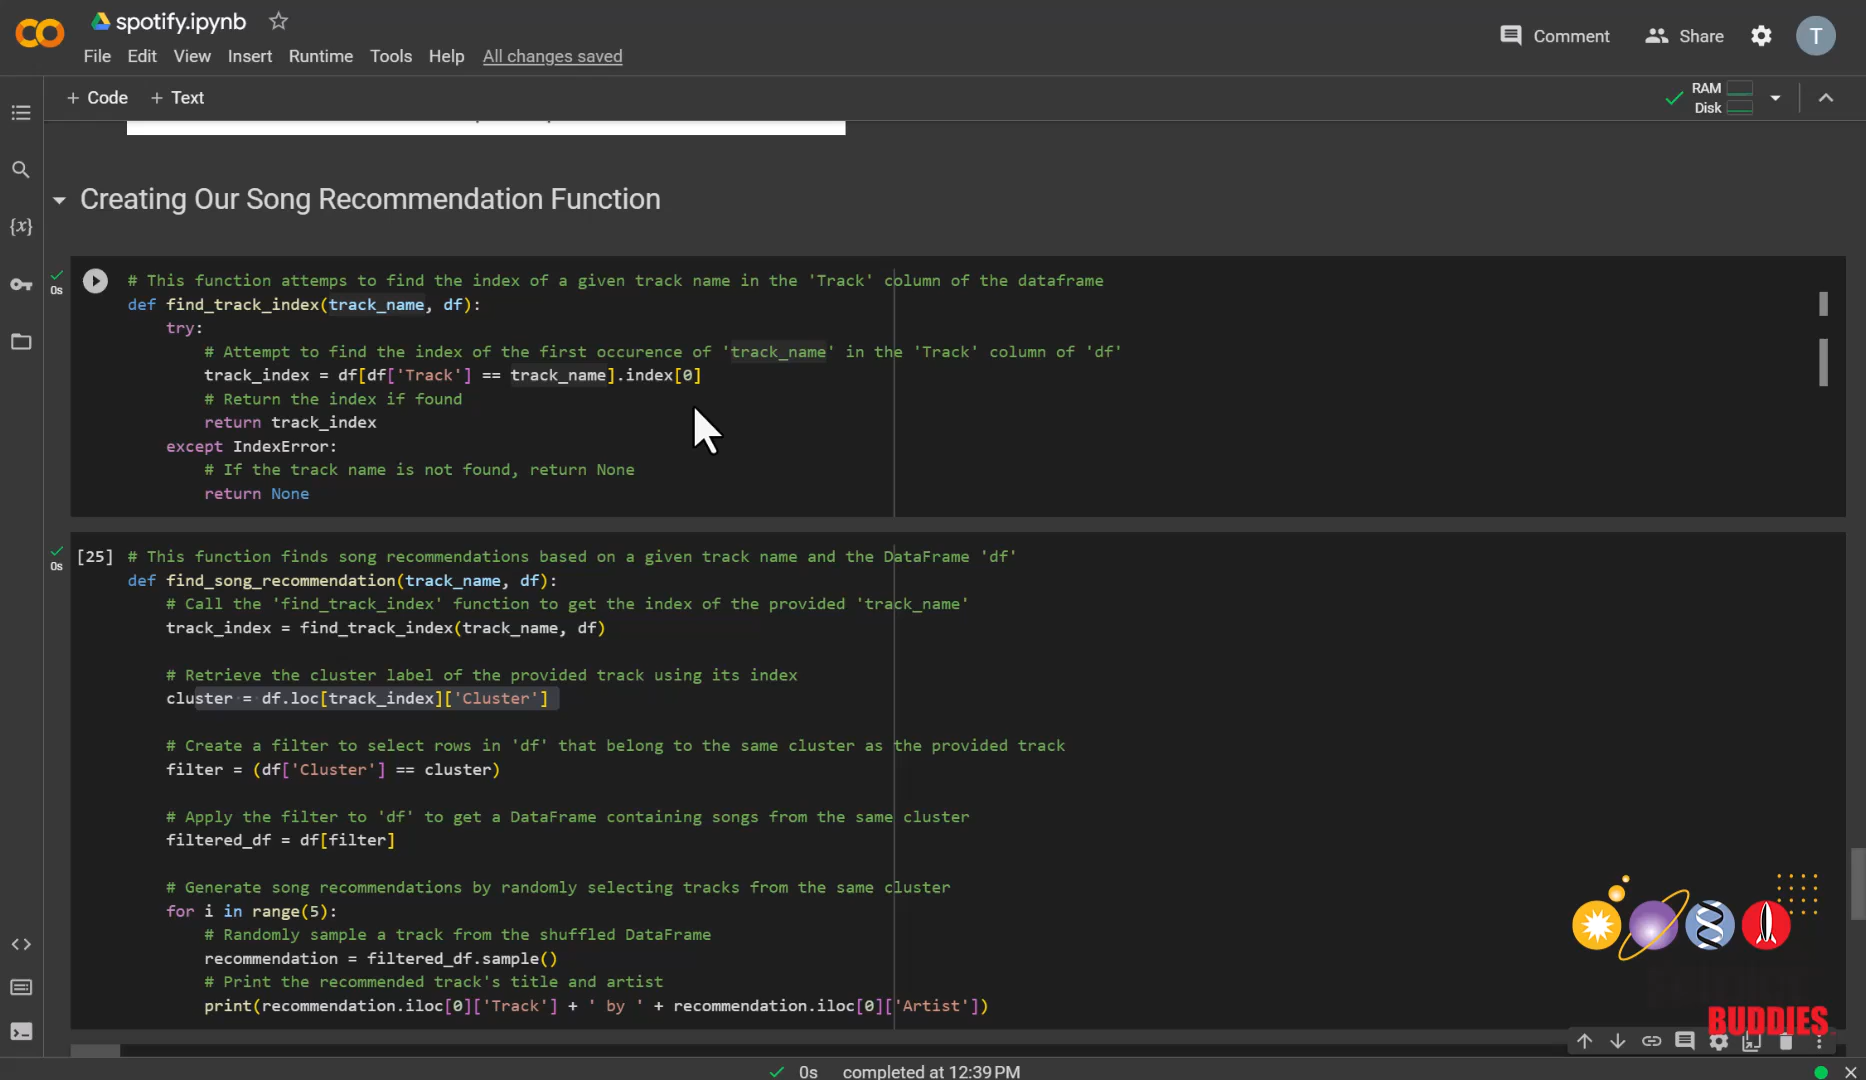 spotify.ipynb
File Edit View Insert Runtime Tools Help All changes saved
Comment Share T
+ Code + Text
RAM
Disk
Creating Our Song Recommendation Function
0s
# This function attemps to find the index of a given track name in the 'Track' column of the dataframe
def find_track_index(track_name, df):
try:
# Attempt to find the index of the first occurence of 'track_name' in the 'Track' column of 'df'
track_index = df[df['Track'] == track_name].index[0]
# Return the index if found
return track_index
except IndexError:
# If the track name is not found, return None
return None
0s
[25] # This function finds song recommendations based on a given track name and the DataFrame 'df'
def find_song_recommendation(track_name, df):
# Call the 'find_track_index' function to get the index of the provided 'track_name'
track_index = find_track_index(track_name, df)
# Retrieve the cluster label of the provided track using its index
cluster = df.loc[track_index]['Cluster']
# Create a filter to select rows in 'df' that belong to the same cluster as the provided track
filter = (df['Cluster'] == cluster)
# Apply the filter to 'df' to get a DataFrame containing songs from the same cluster
filtered_df = df[filter]
# Generate song recommendations by randomly selecting tracks from the same cluster
for i in range(5):
# Randomly sample a track from the shuffled DataFrame
recommendation = filtered_df.sample()
# Print the recommended track's title and artist
print(recommendation.iloc[0]['Track'] + ' by ' + recommendation.iloc[0]['Artist'])
BUDDIES
0s completed at 12:39 PM